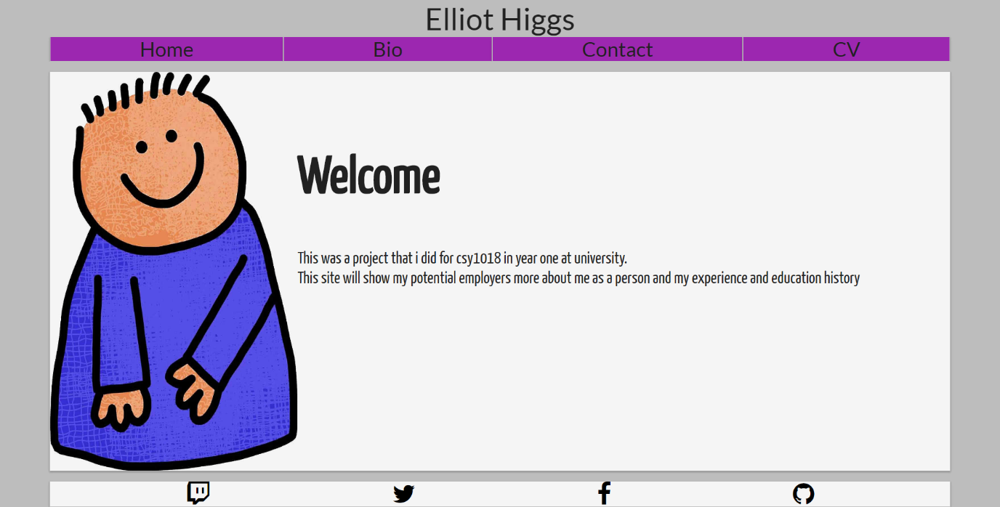 Elliot Higgs
Home Bio Contact CV
Welcome
This was a project that i did for csy1018 in year one at university.
This site will show my potential employers more about me as a person and my experience and education history